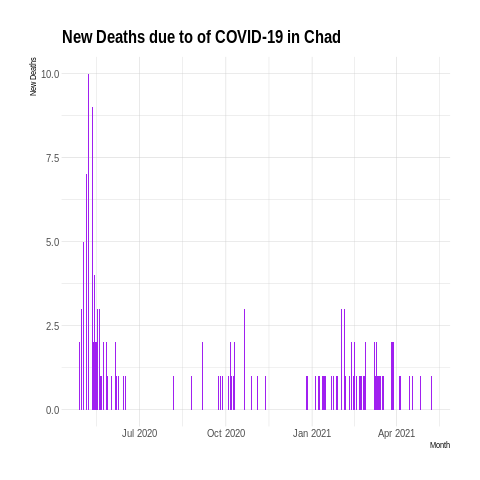 New Deaths due to of COVID-19 in Chad
New Deaths
10.0
7.5
5.0
2.5
0.0
Jul 2020 Oct 2020 Jan 2021 Apr 2021
Month